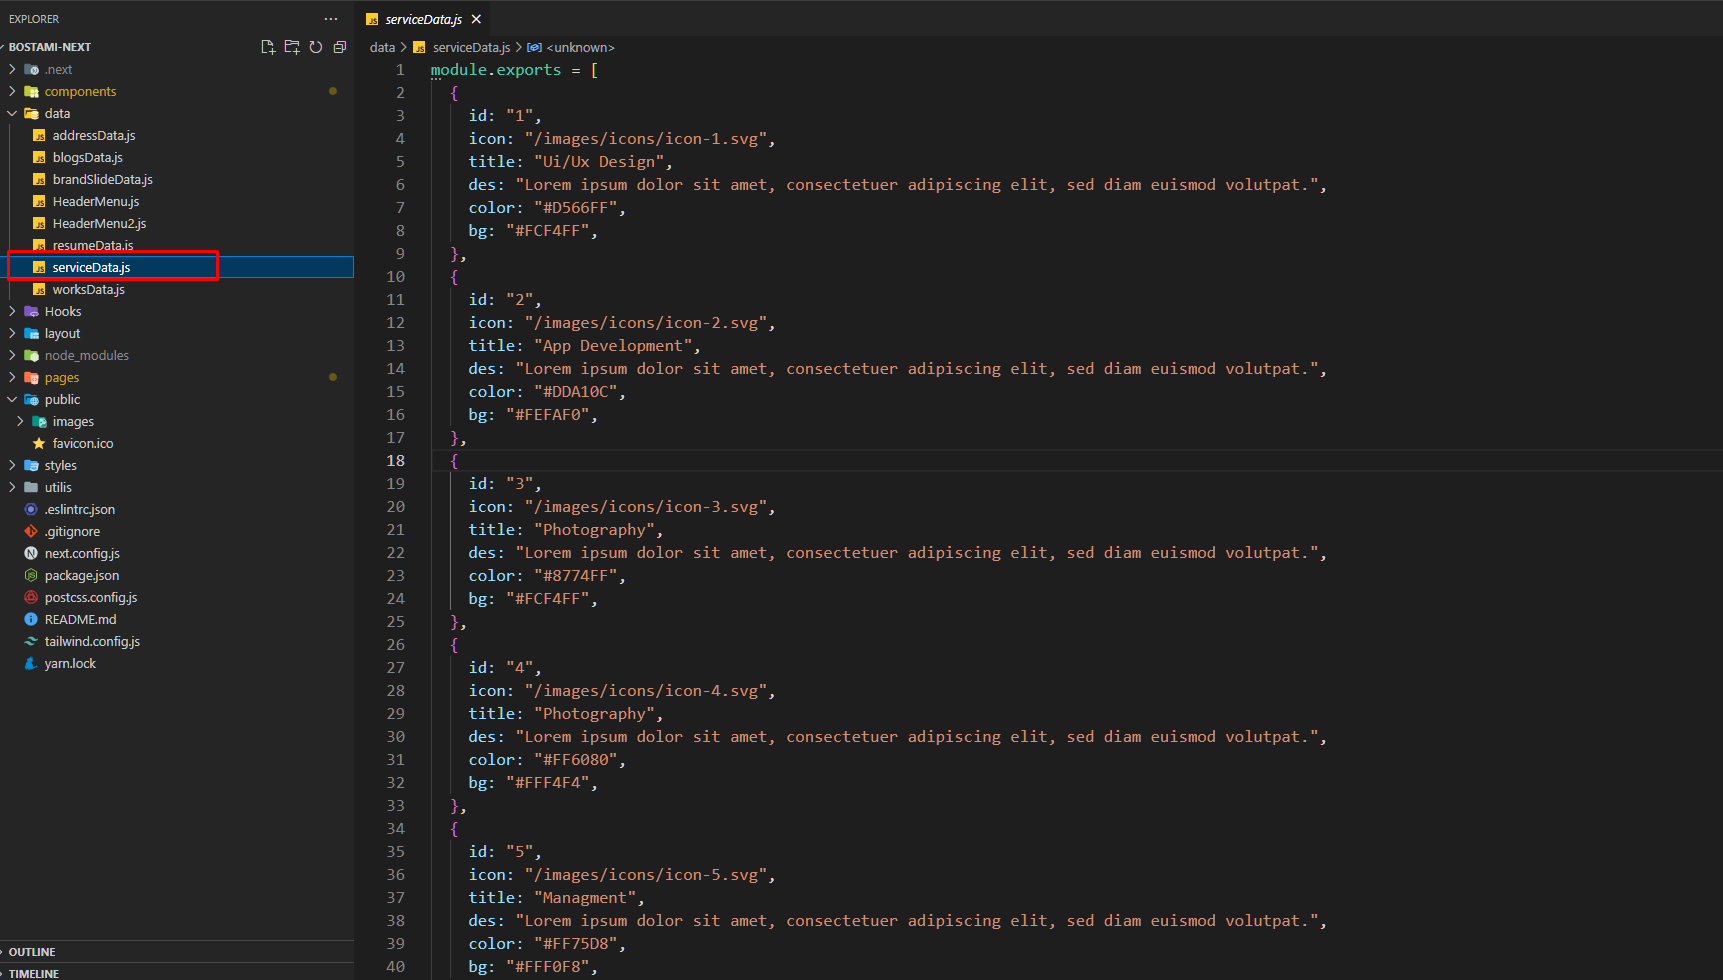 EXPLORER
BOSTAMI-NEXT
.next
components
data
addressData.js
blogsData.js
brandSlideData.js
HeaderMenu.js
HeaderMenu2.js
resumeData.js
serviceData.js
worksData.js
Hooks
layout
node_modules
pages
public
images
favicon.ico
styles
utilis
.eslintrc.json
.gitignore
next.config.js
package.json
postcss.config.js
README.md
tailwind.config.js
yarn.lock
OUTLINE
TIMELINE
serviceData.js
data > serviceData.js > <unknown>
1 module.exports = [
2 {
3 id: "1",
4 icon: "/images/icons/icon-1.svg",
5 title: "Ui/Ux Design",
6 des: "Lorem ipsum dolor sit amet, consectetuer adipiscing elit, sed diam euismod volutpat.",
7 color: "#D566FF",
8 bg: "#FCF4FF",
9 },
10 {
11 id: "2",
12 icon: "/images/icons/icon-2.svg",
13 title: "App Development",
14 des: "Lorem ipsum dolor sit amet, consectetuer adipiscing elit, sed diam euismod volutpat.",
15 color: "#DDA10C",
16 bg: "#FEFAF0",
17 },
18 {
19 id: "3",
20 icon: "/images/icons/icon-3.svg",
21 title: "Photography",
22 des: "Lorem ipsum dolor sit amet, consectetuer adipiscing elit, sed diam euismod volutpat.",
23 color: "#8774FF",
24 bg: "#FCF4FF",
25 },
26 {
27 id: "4",
28 icon: "/images/icons/icon-4.svg",
29 title: "Photography",
30 des: "Lorem ipsum dolor sit amet, consectetuer adipiscing elit, sed diam euismod volutpat.",
31 color: "#FF6080",
32 bg: "#FFF4F4",
33 },
34 {
35 id: "5",
36 icon: "/images/icons/icon-5.svg",
37 title: "Managment",
38 des: "Lorem ipsum dolor sit amet, consectetuer adipiscing elit, sed diam euismod volutpat.",
39 color: "#FF75D8",
40 bg: "#FFF0F8",